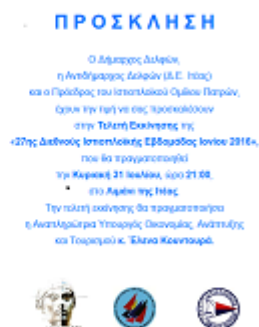 ΠΡΟΣΚΛΗΣΗ
Ο Δήμαρχος Δελφών,
η Αντιδήμαρχος Δελφών (Δ.Ε. Ιτέας)
και ο Πρόεδρος του Ιστιοπλοϊκού Ομίλου Πατρών,
έχουν την τιμή να σας προσκαλέσουν
στην Τελετή Εκκίνησης της
«27ης Διεθνούς Ιστιοπλοϊκής Εβδομάδας Ιονίου 2016»,
που θα πραγματοποιηθεί
την Κυριακή 31 Ιουλίου, ώρα 21:00,
στο Λιμάνι της Ιτέας.
Την τελετή εκκίνησης θα πραγματοποιήσει
η Αναπληρώτρια Υπουργός Οικονομίας, Ανάπτυξης
και Τουρισμού κ. Έλενα Κουντουρά.